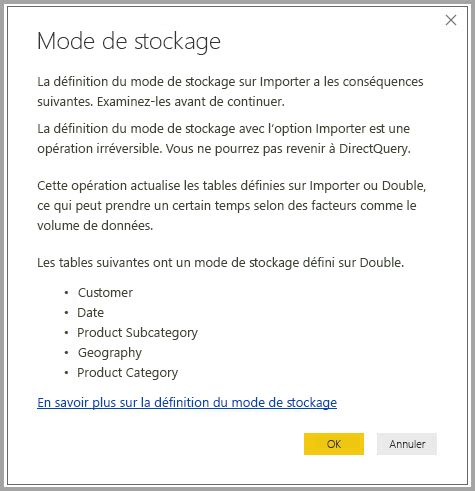 Mode de stockage
La définition du mode de stockage sur Importer a les conséquences
suivantes. Examinez-les avant de continuer.
La définition du mode de stockage avec l'option Importer est une
opération irréversible. Vous ne pourrez pas revenir à DirectQuery.
Cette opération actualise les tables définies sur Importer ou Double,
ce qui peut prendre un certain temps selon des facteurs comme le
volume de données.
Les tables suivantes ont un mode de stockage défini sur Double.
• Customer
• Date
• Product Subcategory
• Geography
• Product Category
En savoir plus sur la définition du mode de stockage
OK Annuler